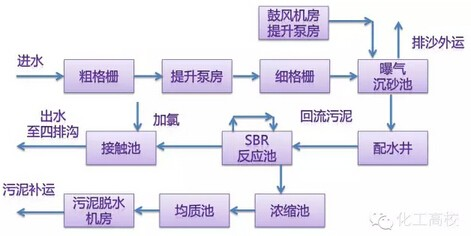 鼓风机房
提升泵房
排沙外运
进水
粗格栅
提升泵房
细格栅
曝气
沉砂池
出水
至四排沟
加氯
回流污泥
接触池
SBR
反应池
配水井
污泥补运
污泥脱水
机房
均质池
浓缩池
化工高校